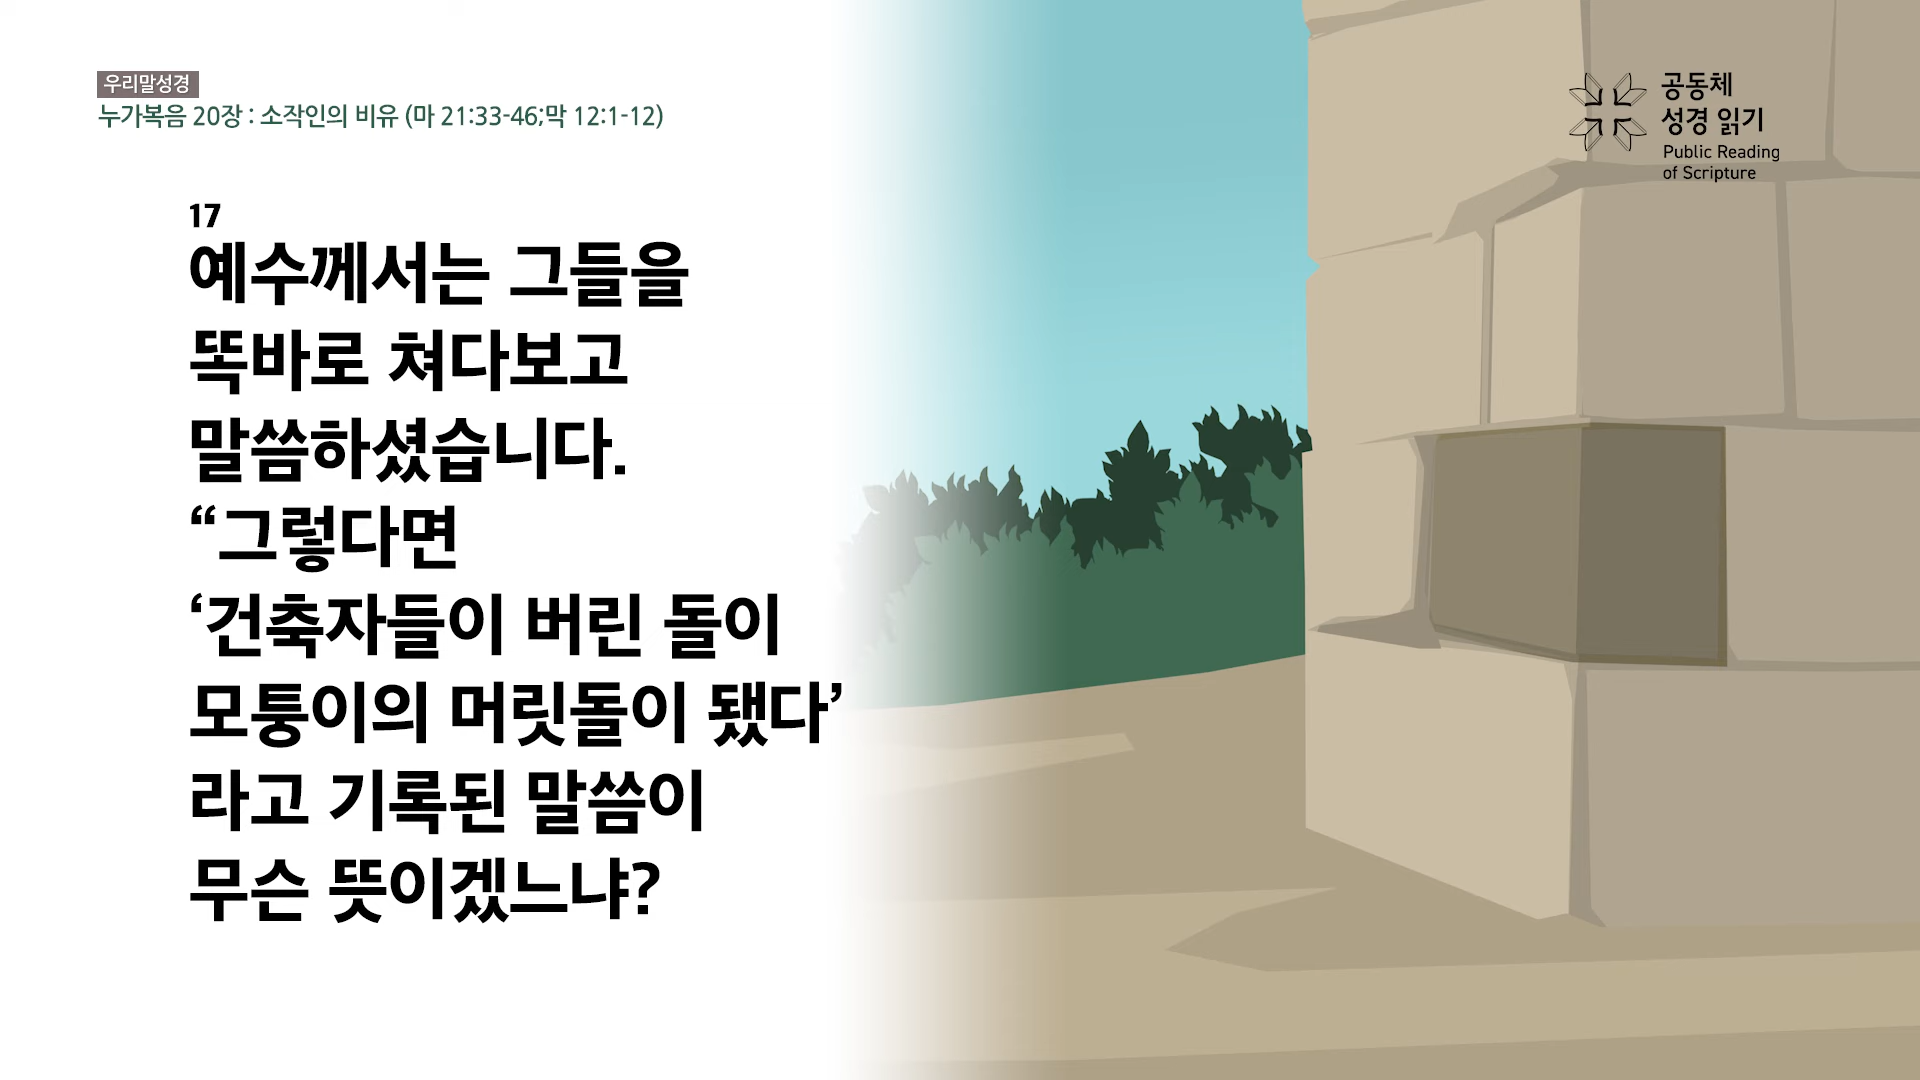 우리말성경
누가복음 20장 : 소작인의 비유 (마 21:33-46;막 12:1-12)
공동체
성경 읽기
Public Reading
of Scripture
17
예수께서는 그들을
똑바로 쳐다보고
말씀하셨습니다.
“그렇다면
‘건축자들이 버린 돌이
모퉁이의 머릿돌이 됐다’
라고 기록된 말씀이
무슨 뜻이겠느냐?